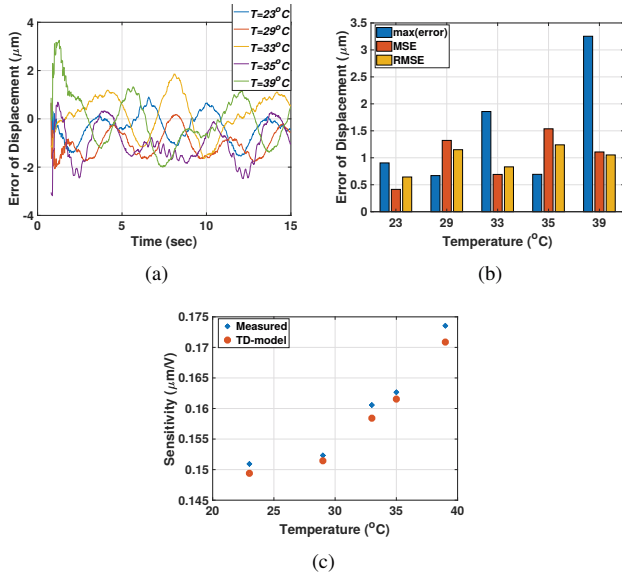 T=23°C
T=29°C
T=33°C
T=35°C
T=39°C
Error of Displacement (μm)
4
2
0
-2
-4
0
5
10
15
Time (sec)
(a)
max(error)
MSE
RMSE
Error of Displacement (μm)
3.5
3
2.5
2
1.5
1
0.5
0
23
29
33
35
39
Temperature (°C)
(b)
Measured
TD-model
Sensitivity (μm/V)
0.175
0.17
0.165
0.16
0.155
0.15
0.145
20
25
30
35
40
Temperature (°C)
(c)